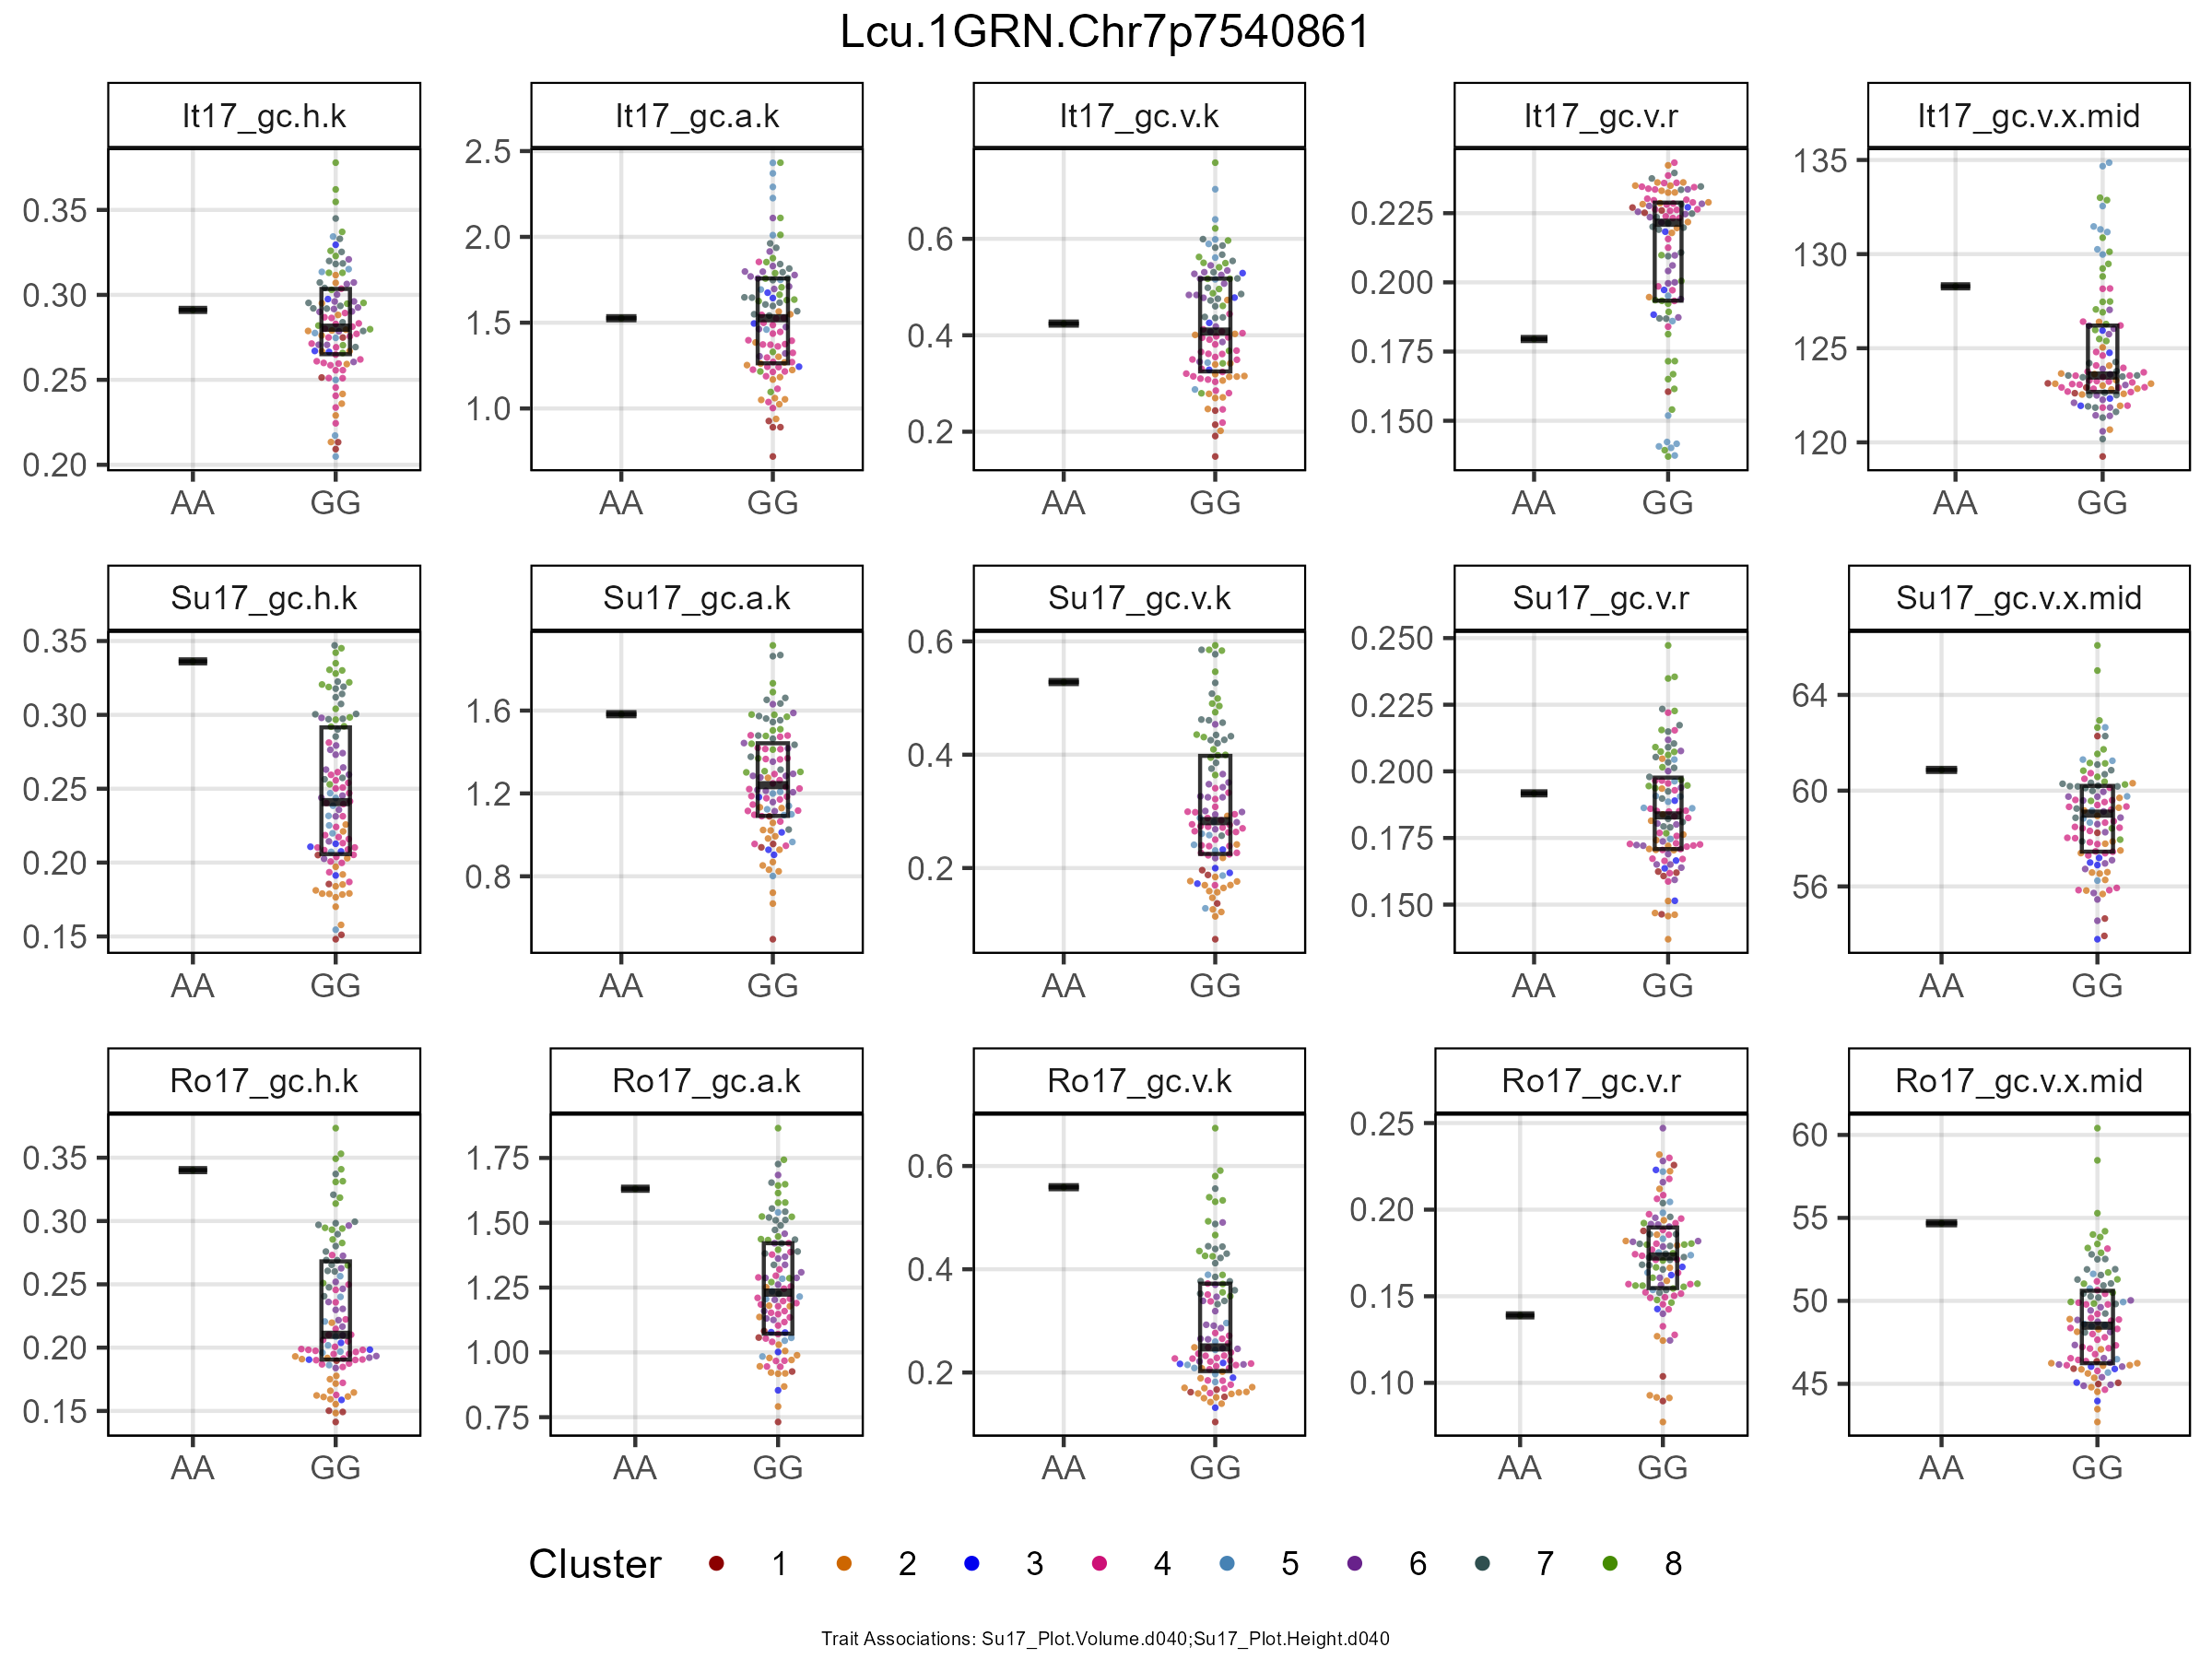 Lcu.1GRN.Chr7p7540861
It17_gc.h.k It17_gc.a.k It17_gc.v.k It17_gc.v.r It17_gc.v.x.mid
0.35 0.30 0.25 0.20
2.5 2.0 1.5 1.0
0.6 0.4 0.2
0.225 0.200 0.175 0.150
135 130 125 120
AA GG AA GG AA GG AA GG AA GG
Su17_gc.h.k Su17_gc.a.k Su17_gc.v.k Su17_gc.v.r Su17_gc.v.x.mid
0.35 0.30 0.25 0.20 0.15
1.6 1.2 0.8
0.6 0.4 0.2
0.250 0.225 0.200 0.175 0.150
64 60 56
AA GG AA GG AA GG AA GG AA GG
Ro17_gc.h.k Ro17_gc.a.k Ro17_gc.v.k Ro17_gc.v.r Ro17_gc.v.x.mid
0.35 0.30 0.25 0.20 0.15
1.75 1.50 1.25 1.00 0.75
0.6 0.4 0.2
0.25 0.20 0.15 0.10
60 55 50 45
AA GG AA GG AA GG AA GG AA GG
Cluster 1 2 3 4 5 6 7 8
Trait Associations: Su17_Plot.Volume.d040;Su17_Plot.Height.d040